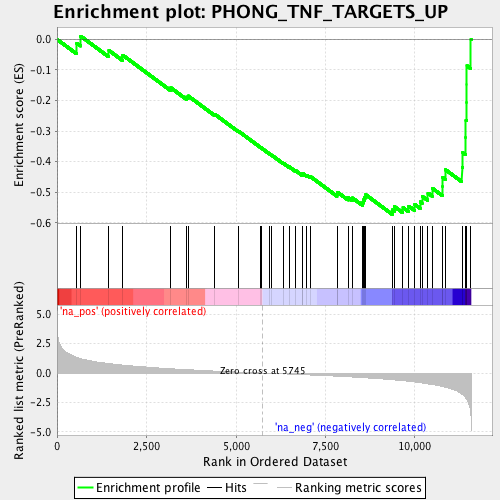 Enrichment plot: PHONG_TNF_TARGETS_UP
Enrichment score (ES)
0.0
-0.1
-0.2
-0.3
-0.4
-0.5
-0.6
'na_pos' (positively correlated)
Ranked list metric (PreRanked)
5.0
2.5
0.0
-2.5
-5.0
Zero cross at 5745
'na_neg' (negatively correlated)
0
2,500
5,000
7,500
10,000
Rank in Ordered Dataset
Enrichment profile
Hits
Ranking metric scores